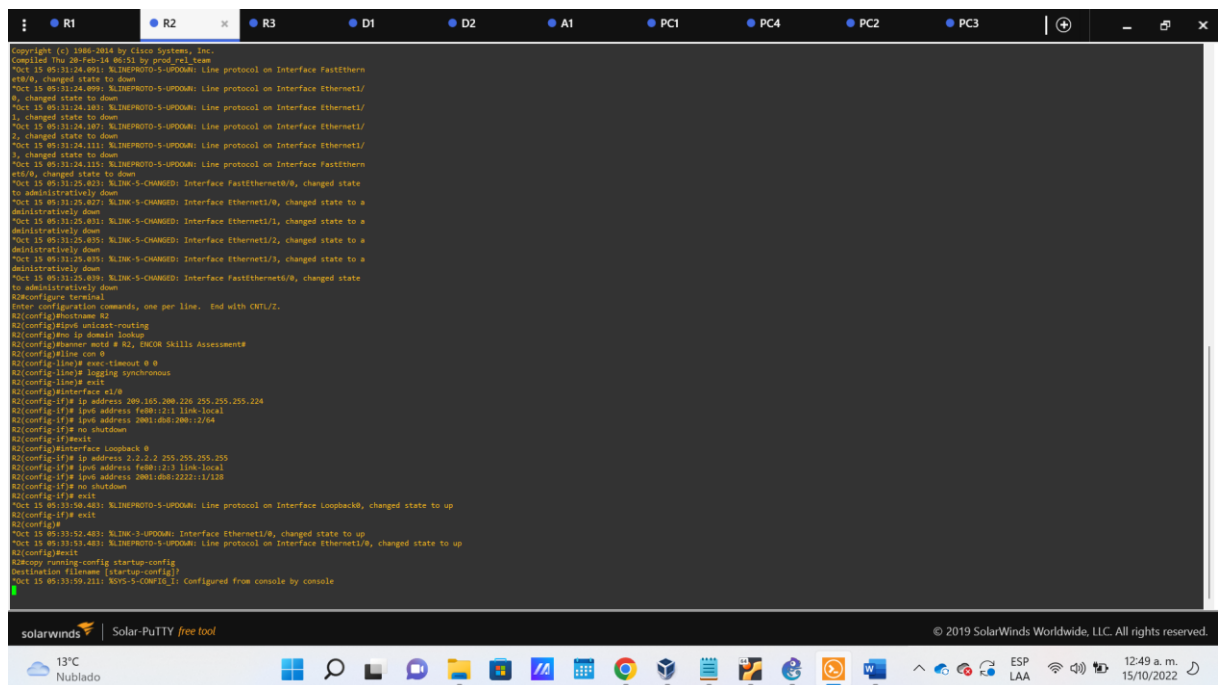 R1
R2
×
R3
D1
D2
A1
PC1
PC4
PC2
PC3
Copyright (c) 1986-2014 by Cisco Systems, Inc.
Compiled Thu 20-Feb-14 06:51 by prod_rel_team
*Oct 15 05:31:24.091: %LINEPROTO-5-UPDOWN: Line protocol on Interface FastEthern
et0/0, changed state to down
*Oct 15 05:31:24.099: %LINEPROTO-5-UPDOWN: Line protocol on Interface Ethernet1/
0, changed state to down
*Oct 15 05:31:24.103: %LINEPROTO-5-UPDOWN: Line protocol on Interface Ethernet1/
1, changed state to down
*Oct 15 05:31:24.107: %LINEPROTO-5-UPDOWN: Line protocol on Interface Ethernet1/
2, changed state to down
*Oct 15 05:31:24.111: %LINEPROTO-5-UPDOWN: Line protocol on Interface Ethernet1/
3, changed state to down
*Oct 15 05:31:24.115: %LINEPROTO-5-UPDOWN: Line protocol on Interface FastEthern
et6/0, changed state to down
*Oct 15 05:31:25.023: %LINK-5-CHANGED: Interface FastEthernet0/0, changed state
to administratively down
*Oct 15 05:31:25.027: %LINK-5-CHANGED: Interface Ethernet1/0, changed state to a
dministratively down
*Oct 15 05:31:25.031: %LINK-5-CHANGED: Interface Ethernet1/1, changed state to a
dministratively down
*Oct 15 05:31:25.035: %LINK-5-CHANGED: Interface Ethernet1/2, changed state to a
dministratively down
*Oct 15 05:31:25.035: %LINK-5-CHANGED: Interface Ethernet1/3, changed state to a
dministratively down
*Oct 15 05:31:25.039: %LINK-5-CHANGED: Interface FastEthernet6/0, changed state
to administratively down
R2#configure terminal
Enter configuration commands, one per line.  End with CNTL/Z.
R2(config)#hostname R2
R2(config)#ipv6 unicast-routing
R2(config)#no ip domain lookup
R2(config)#banner motd # R2, ENCOR Skills Assessment#
R2(config)#line con 0
R2(config-line)# exec-timeout 0 0
R2(config-line)# logging synchronous
R2(config-line)# exit
R2(config)#interface e1/0
R2(config-if)# ip address 209.165.200.226 255.255.255.224
R2(config-if)# ipv6 address fe80::2:1 link-local
R2(config-if)# ipv6 address 2001:db8:200::2/64
R2(config-if)# no shutdown
R2(config-if)#exit
R2(config)#interface Loopback 0
R2(config-if)# ip address 2.2.2.2 255.255.255.255
R2(config-if)# ipv6 address fe80::2:3 link-local
R2(config-if)# ipv6 address 2001:db8:2222::1/128
R2(config-if)# no shutdown
R2(config-if)# exit
*Oct 15 05:33:50.483: %LINEPROTO-5-UPDOWN: Line protocol on Interface Loopback0, changed state to up
R2(config-if)# exit
R2(config)#
*Oct 15 05:33:52.483: %LINK-3-UPDOWN: Interface Ethernet1/0, changed state to up
*Oct 15 05:33:53.483: %LINEPROTO-5-UPDOWN: Line protocol on Interface Ethernet1/0, changed state to up
R2(config)#exit
R2#copy running-config startup-config
Destination filename [startup-config]?
*Oct 15 05:33:59.211: %SYS-5-CONFIG_I: Configured from console by console
solarwinds
Solar-PuTTY free tool
© 2019 SolarWinds Worldwide, LLC. All rights reserved.
13°C
Nublado
ESP
LAA
12:49 a. m.
15/10/2022